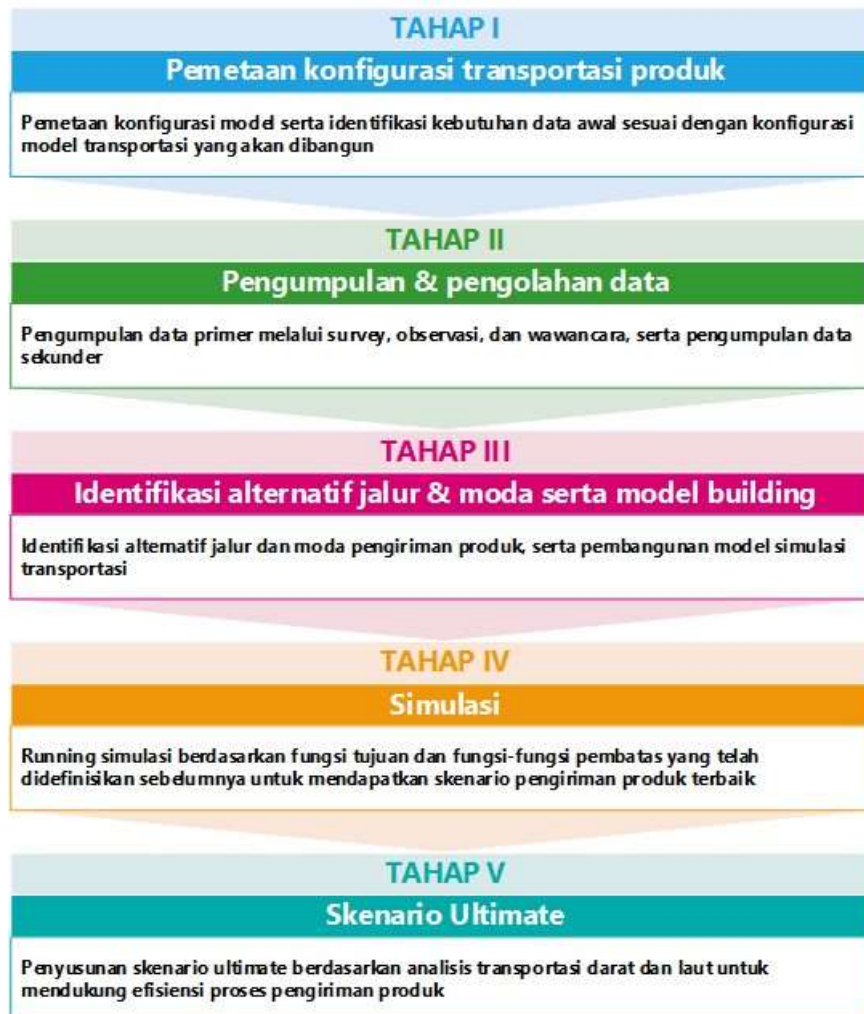 TAHAP I
Pemetaan konfigurasi transportasi produk
Pemetaan konfigurasi model serta identifikasi kebutuhan data awal sesuai dengan konfigurasi
model transportasi yang akan dibangun
TAHAP II
Pengumpulan & pengolahan data
Pengumpulan data primer melalui survey, observasi, dan wawancara, serta pengumpulan data
sekunder
TAHAP III
Identifikasi alternatif jalur & moda serta model building
Identifikasi alternatif jalur dan moda pengiriman produk, serta pembangunan model simulasi
transportasi
TAHAP IV
Simulasi
Running simulasi berdasarkan fungsi tujuan dan fungsi-fungsi pembatas yang telah
didefinisikan sebelumnya untuk mendapatkan skenario pengiriman produk terbaik
TAHAP V
Skenario Ultimate
Penyusunan skenario ultimate berdasarkan analisis transportasi darat dan laut untuk
mendukung efisiensi proses pengiriman produk